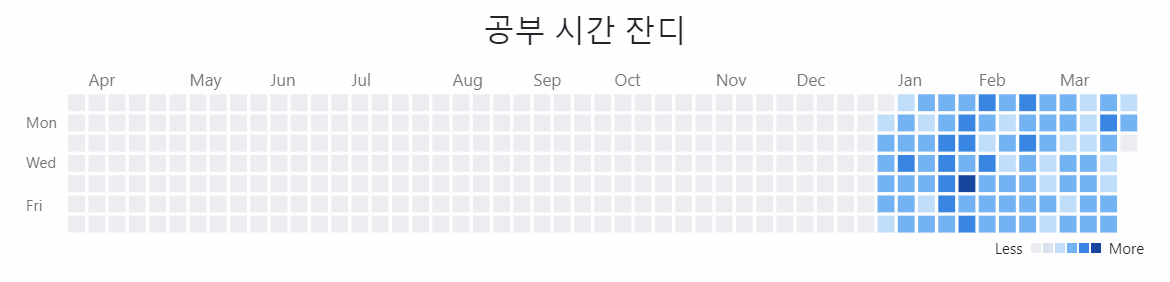 공부 시간 잔디
Apr May Jun Jul Aug Sep Oct Nov Dec Jan Feb Mar
Mon
Wed
Fri
Less More